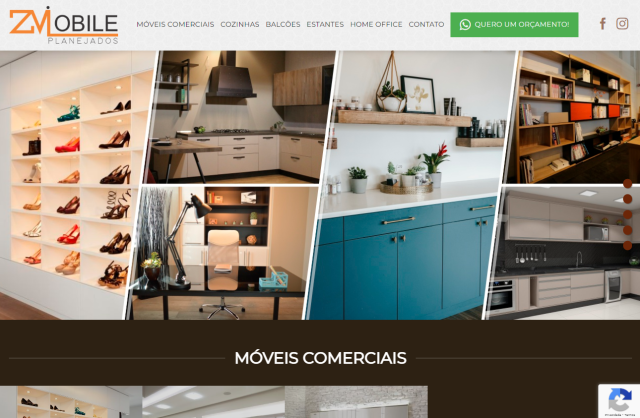 ZMOBILE
PLANEJADOS
MÓVEIS COMERCIAIS COZINHAS BALCÕES ESTANTES HOME OFFICE CONTATO
QUERO UM ORÇAMENTO!
MÓVEIS COMERCIAIS